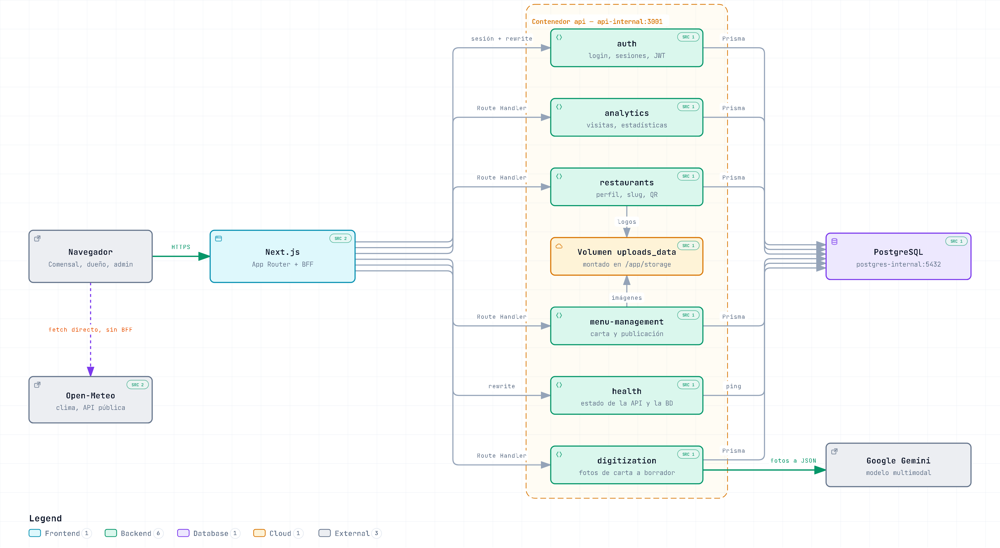 Contenedor api — api-internal:3001
sesión + rewrite
SRC 1
auth
login, sesiones, JWT
Prisma
Route Handler
SRC 1
analytics
visitas, estadísticas
Prisma
Route Handler
SRC 1
restaurants
perfil, slug, QR
Prisma
logos
Navegador
Comensal, dueño, admin
HTTPS
SRC 2
Next.js
App Router + BFF
SRC 1
Volumen uploads_data
montado en /app/storage
SRC 1
PostgreSQL
postgres-internal:5432
imágenes
fetch directo, sin BFF
Route Handler
SRC 1
menu-management
carta y publicación
Prisma
SRC 2
Open-Meteo
clima, API pública
rewrite
SRC 1
health
estado de la API y la BD
ping
Route Handler
SRC 1
digitization
fotos de carta a borrador
Prisma
fotos a JSON
Google Gemini
modelo multimodal
Legend
Frontend 1 Backend 6 Database 1 Cloud 1 External 3